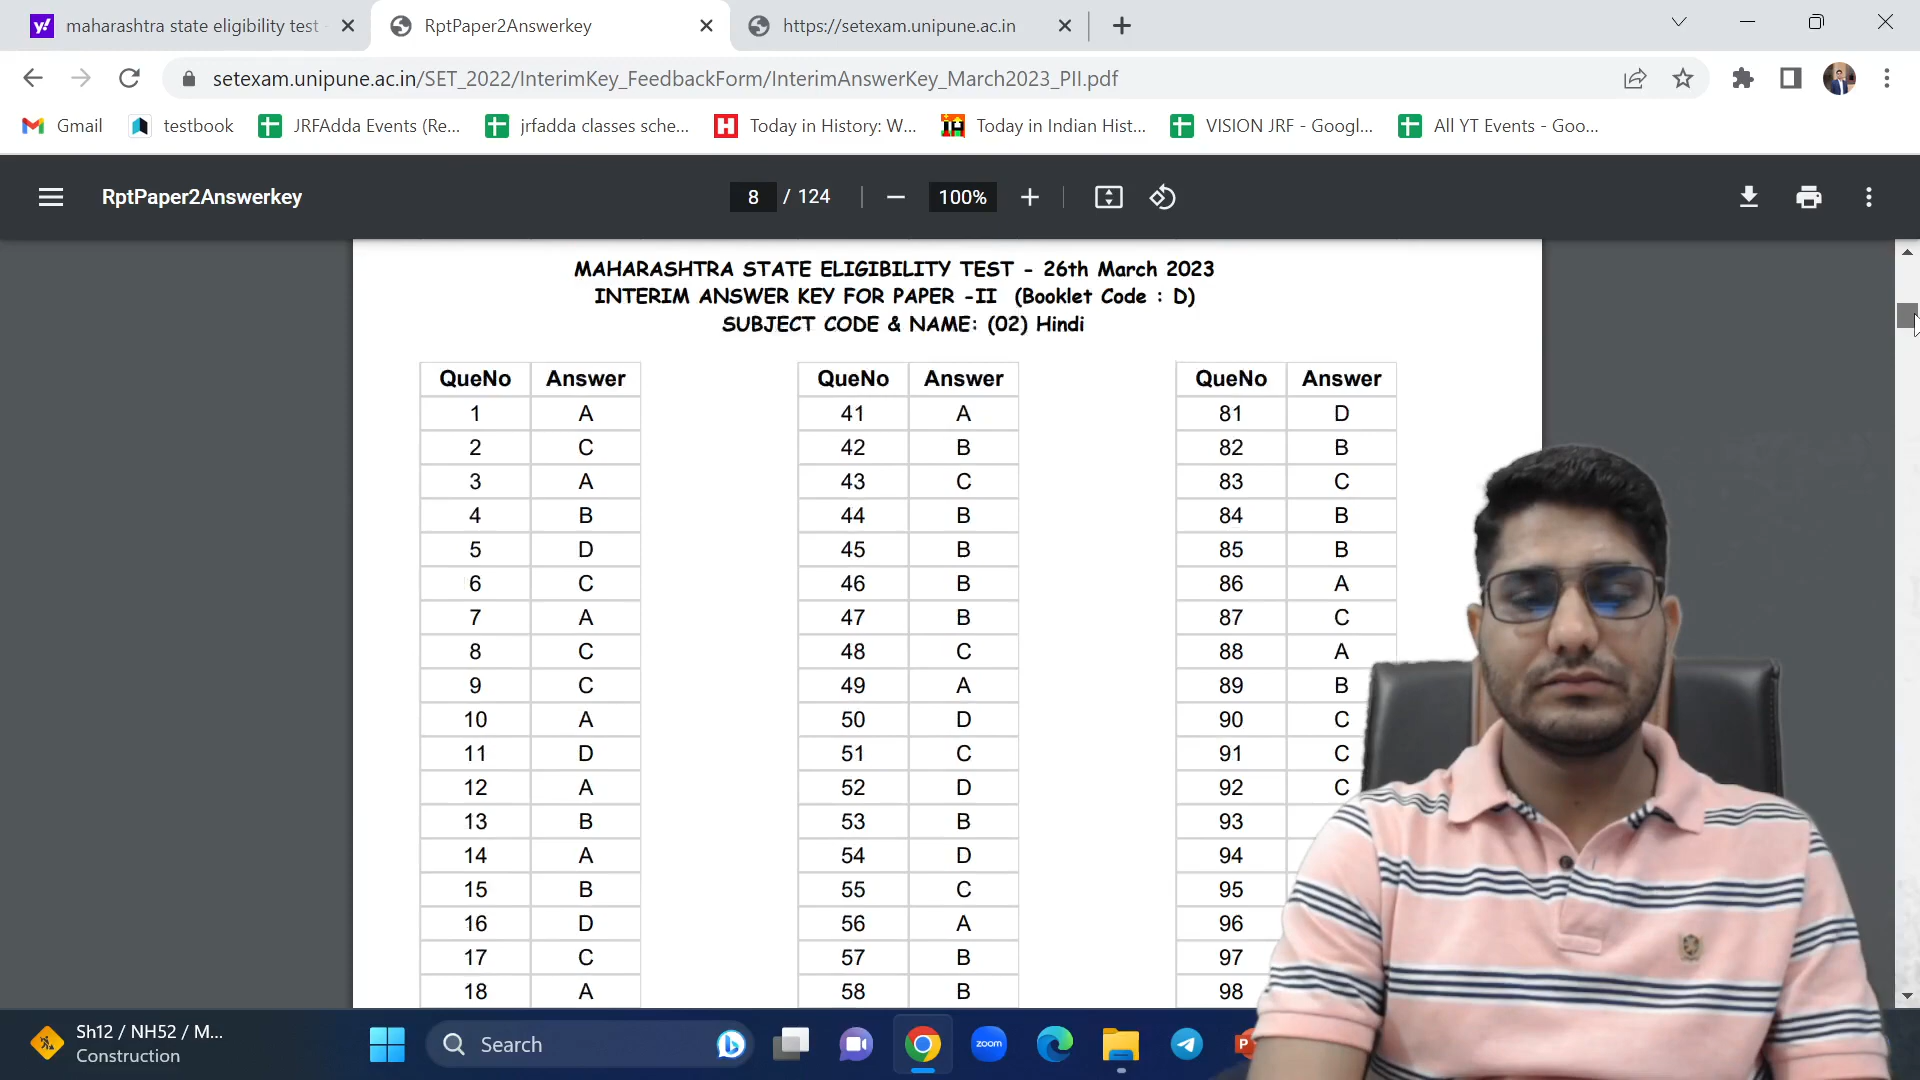 maharashtra state eligibility test
RptPaper2Answerkey
https://setexam.unipune.ac.in
setexam.unipune.ac.in/SET_2022/InterimKey_FeedbackForm/InterimAnswerKey_March2023_PII.pdf
Gmail testbook JRFAdda Events (Re... jrfadda classes sche... Today in History: W... Today in Indian Hist... VISION JRF - Googl... All YT Events - Goo...
RptPaper2Answerkey 8 / 124 100%
MAHARASHTRA STATE ELIGIBILITY TEST - 26th March 2023
INTERIM ANSWER KEY FOR PAPER -II (Booklet Code : D)
SUBJECT CODE & NAME: (02) Hindi
QueNo Answer QueNo Answer QueNo Answer
1 A 41 A 81 D
2 C 42 B 82 B
3 A 43 C 83 C
4 B 44 B 84 B
5 D 45 B 85 B
6 C 46 B 86 A
7 A 47 B 87 C
8 C 48 C 88 A
9 C 49 A 89 B
10 A 50 D 90 C
11 D 51 C 91 C
12 A 52 D 92 C
13 B 53 B 93
14 A 54 D 94
15 B 55 C 95
16 D 56 A 96
17 C 57 B 97
18 A 58 B 98
Sh12 / NH52 / M...
Construction
Search
zoom
P